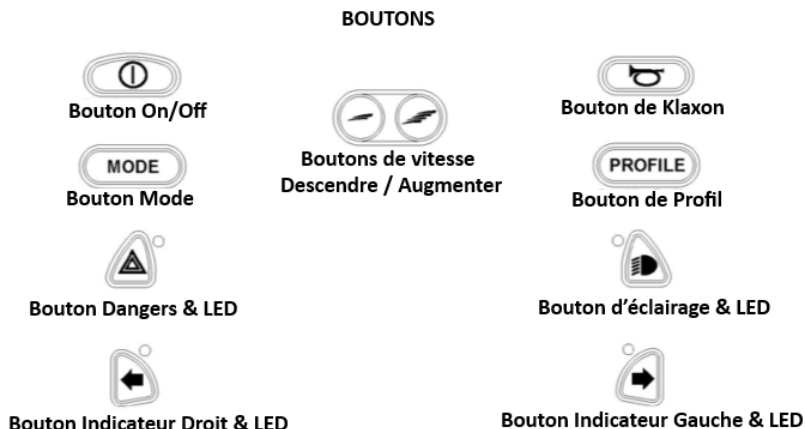 BOUTONS
Bouton On/Off
Boutons de vitesse
Descendre / Augmenter
Bouton de Klaxon
MODE
Bouton Mode
PROFILE
Bouton de Profil
Bouton Dangers & LED
Bouton d'éclairage & LED
Bouton Indicateur Droit & LED
Bouton Indicateur Gauche & LED